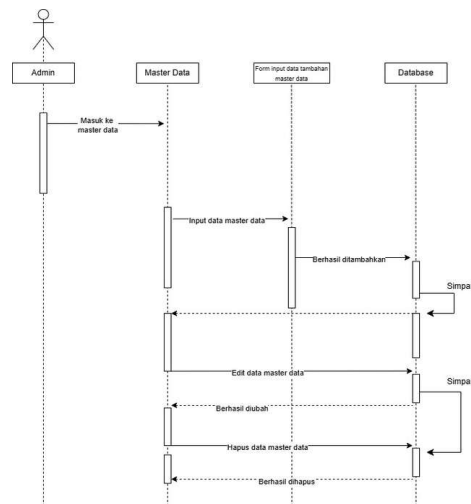 Admin
Master Data
Form input data tambahan
master data
Database
Masuk ke
master data
Input data master data
Berhasil ditambahkan
Simpa
Edit data master data
Simpa
Berhasil diubah
Hapus data master data
Berhasil dihapus